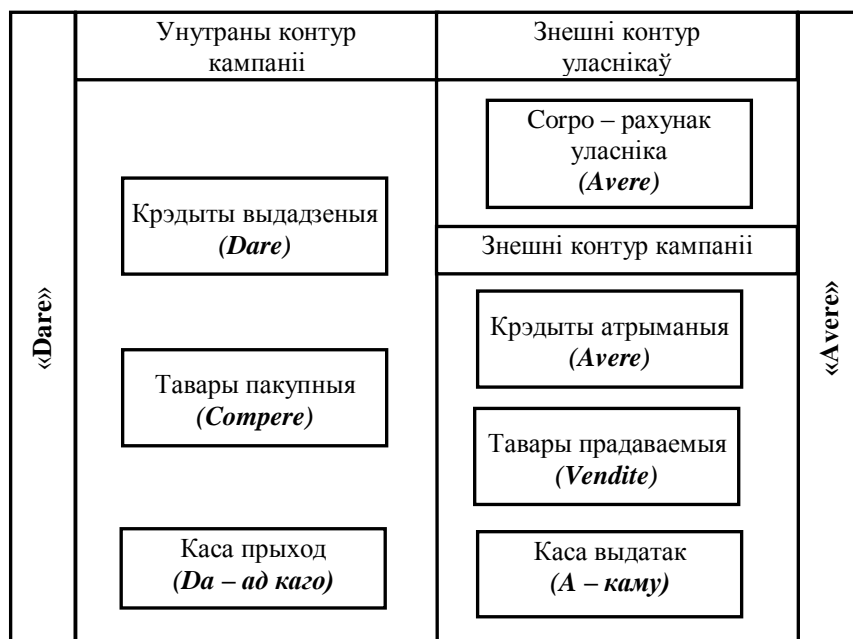 «Dare»
Унутраны контур
кампаніі
Крэдыты выдадзеныя
(Dare)
Тавары пакупныя
(Compere)
Каса прыход
(Da – ад каго)
Знешні контур
уласнікаў
Corpo – рахунак
уласніка
(Avere)
Знешні контур кампаніі
Крэдыты атрыманыя
(Avere)
Тавары прадаваемыя
(Vendite)
Каса выдатак
(A – каму)
«Avere»